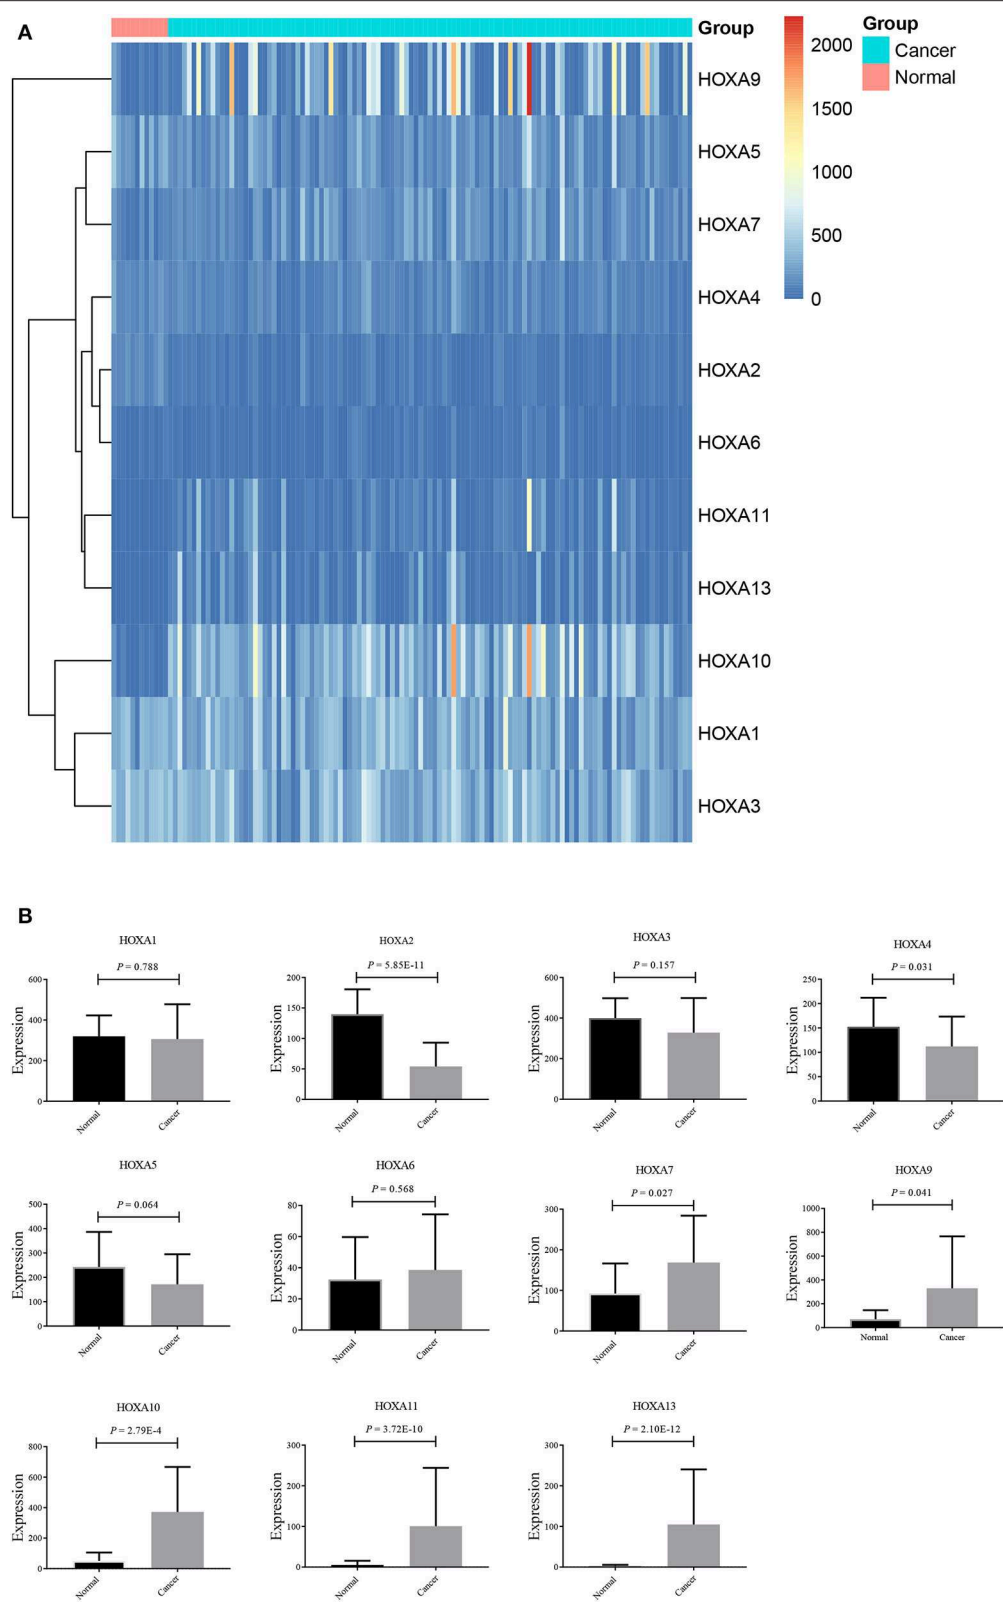 A
Group
HOXA9
HOXA5
HOXA7
HOXA4
HOXA2
HOXA6
HOXA11
HOXA13
HOXA10
HOXA1
HOXA3
2000
1500
1000
500
0
Group
Cancer
Normal
B
HOXA1
P = 0.788
Expression
600
400
200
0
Normal
Cancer
HOXA2
P = 5.85E-11
Expression
200
150
100
50
0
Normal
Cancer
HOXA3
P = 0.157
Expression
600
400
200
0
Normal
Cancer
HOXA4
P = 0.031
Expression
250
200
150
100
50
0
Normal
Cancer
HOXA5
P = 0.064
Expression
500
400
300
200
100
0
Normal
Cancer
HOXA6
P = 0.568
Expression
80
60
40
20
0
Normal
Cancer
HOXA7
P = 0.027
Expression
300
200
100
0
Normal
Cancer
HOXA9
P = 0.041
Expression
1000
800
600
400
200
0
Normal
Cancer
HOXA10
P = 2.79E-4
Expression
800
600
400
200
0
Normal
Cancer
HOXA11
P = 3.72E-10
Expression
300
200
100
0
Normal
Cancer
HOXA13
P = 2.10E-12
Expression
300
200
100
0
Normal
Cancer